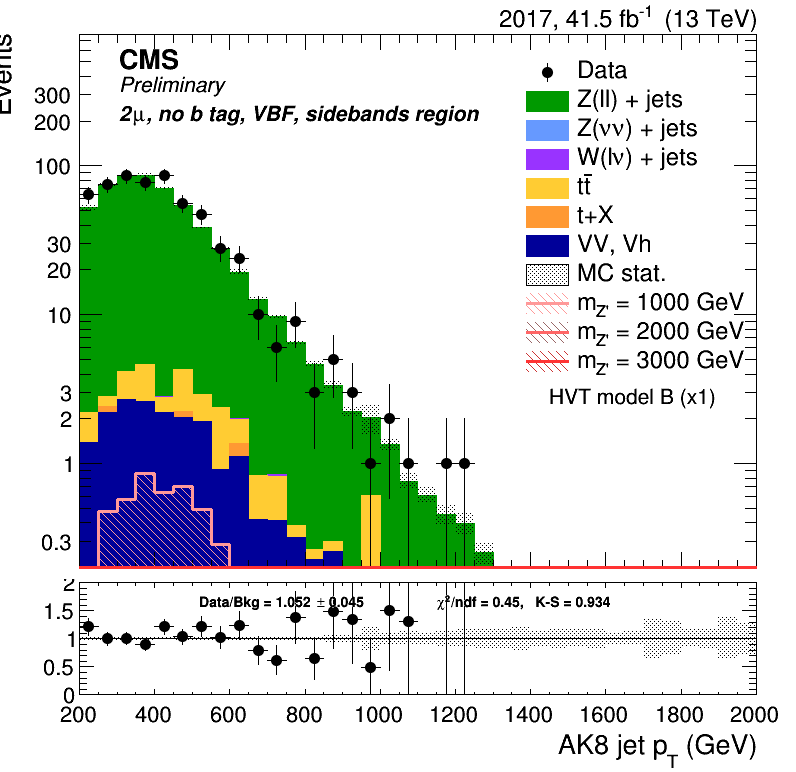 2017, 41.5 fb⁻¹ (13 TeV)
Events
CMS
Preliminary
2μ, no b tag, VBF, sidebands region
Data
Z(ll) + jets
Z(νν) + jets
W(lν) + jets
tt̄
t+X
VV, Vh
MC stat.
m_Z' = 1000 GeV
m_Z' = 2000 GeV
m_Z' = 3000 GeV
HVT model B (x1)
300
200
100
30
20
10
3
2
1
0.3
Data/Bkg = 1.052 ± 0.045
χ²/ndf = 0.45, K-S = 0.934
2
1.5
1
0.5
0
200 400 600 800 1000 1200 1400 1600 1800 2000
AK8 jet p_T (GeV)